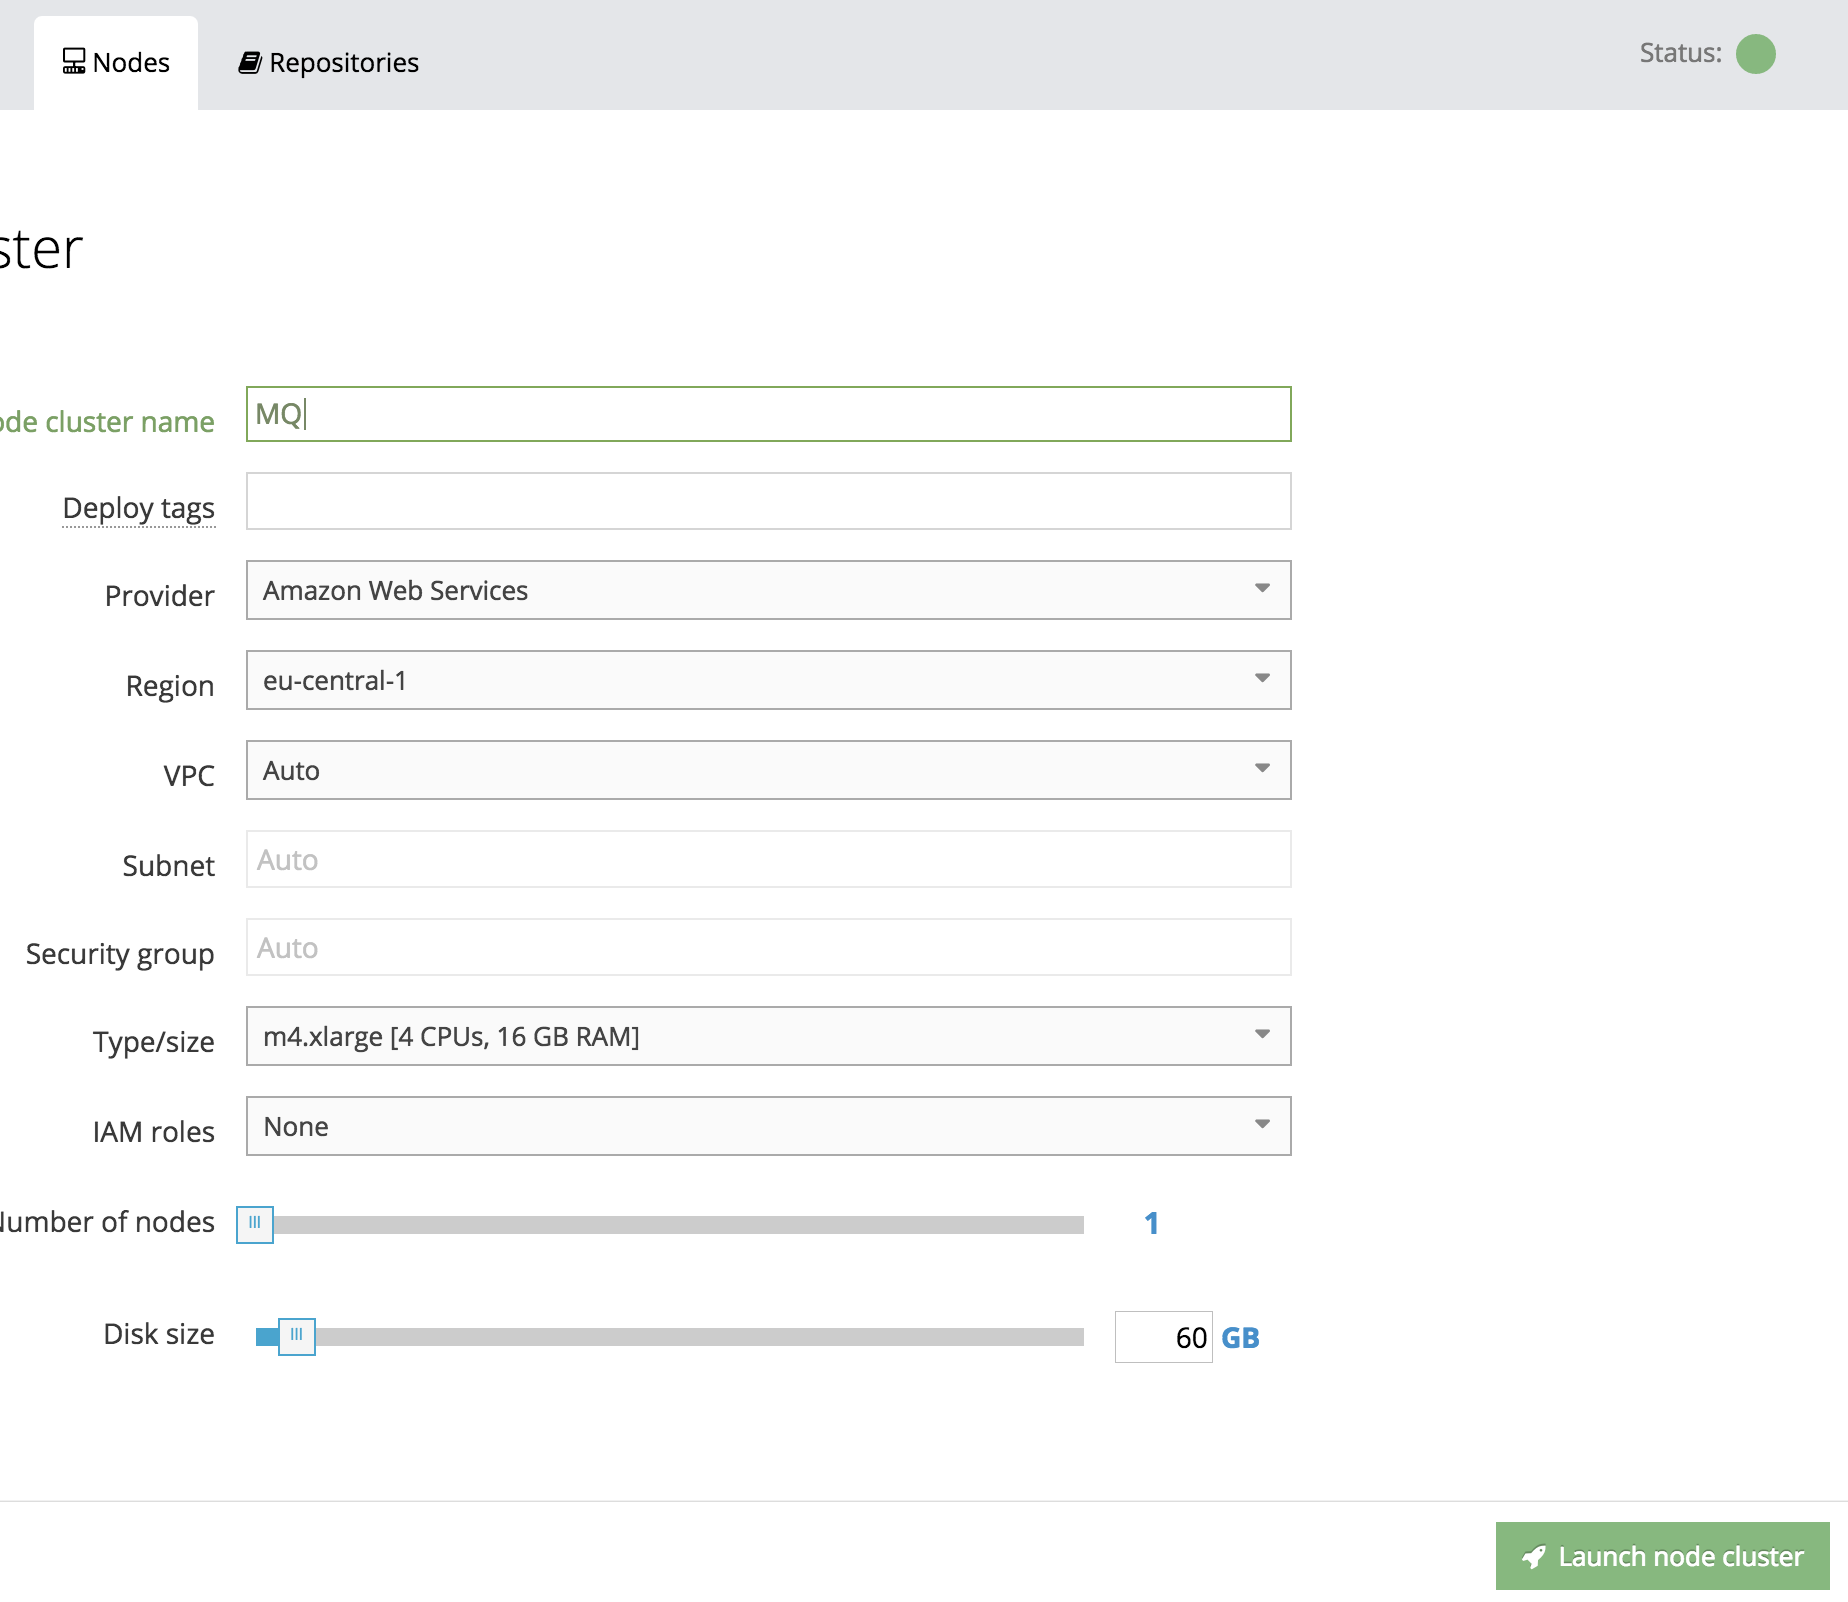 Nodes
Repositories
Status:
ster
ode cluster name
MQ
Deploy tags
Provider
Amazon Web Services
Region
eu-central-1
VPC
Auto
Subnet
Auto
Security group
Auto
Type/size
m4.xlarge [4 CPUs, 16 GB RAM]
IAM roles
None
Number of nodes
1
Disk size
60 GB
Launch node cluster